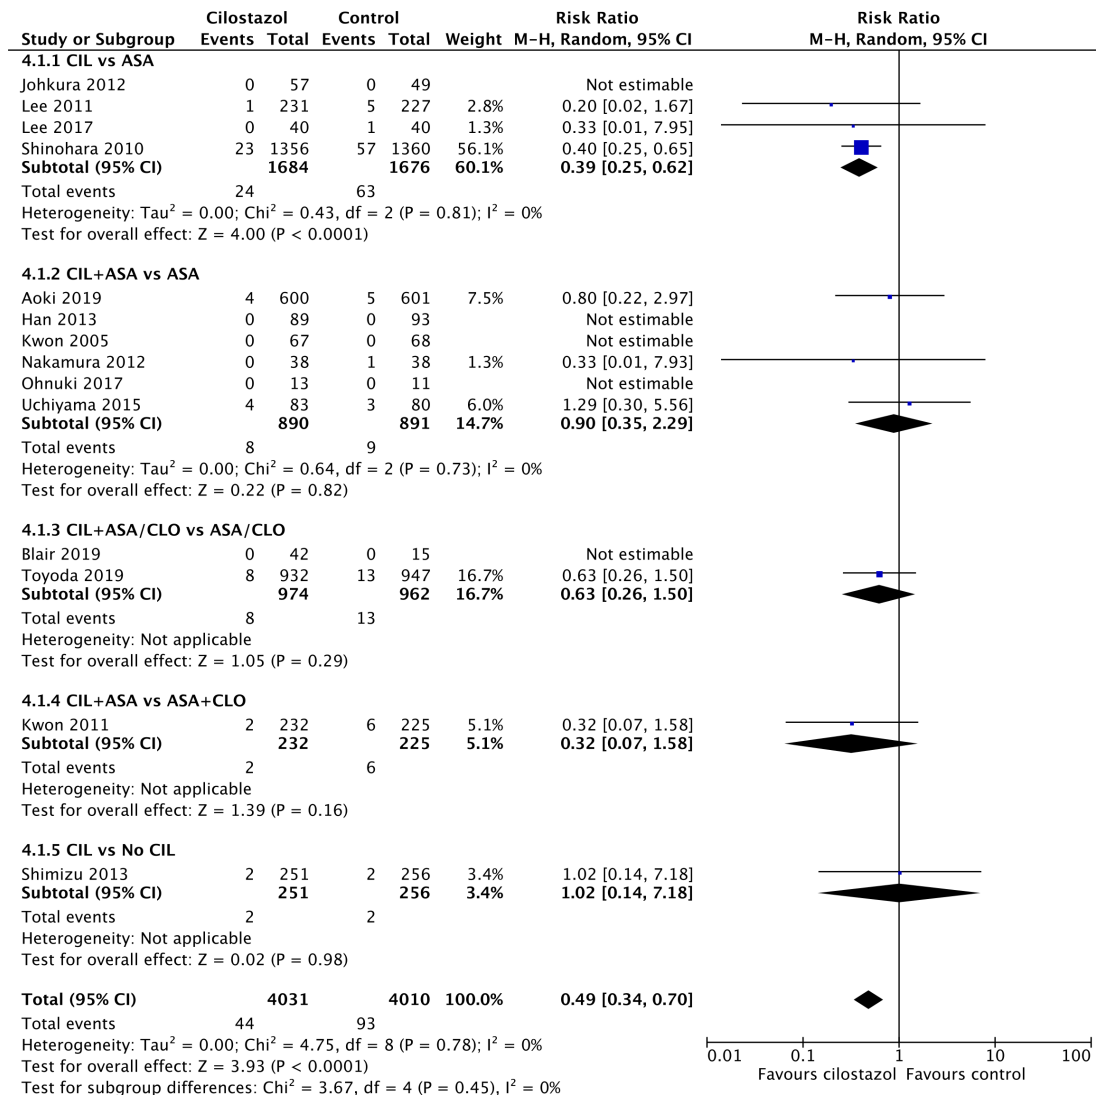 Cilostazol Control Risk Ratio Risk Ratio
Study or Subgroup Events Total Events Total Weight M-H, Random, 95% CI M-H, Random, 95% CI
4.1.1 CIL vs ASA
Johkura 2012 0 57 0 49 Not estimable
Lee 2011 1 231 5 227 2.8% 0.20 [0.02, 1.67]
Lee 2017 0 40 1 40 1.3% 0.33 [0.01, 7.95]
Shinohara 2010 23 1356 57 1360 56.1% 0.40 [0.25, 0.65]
Subtotal (95% CI) 1684 1676 60.1% 0.39 [0.25, 0.62]
Total events 24 63
Heterogeneity: Tau² = 0.00; Chi² = 0.43, df = 2 (P = 0.81); I² = 0%
Test for overall effect: Z = 4.00 (P < 0.0001)
4.1.2 CIL+ASA vs ASA
Aoki 2019 4 600 5 601 7.5% 0.80 [0.22, 2.97]
Han 2013 0 89 0 93 Not estimable
Kwon 2005 0 67 0 68 Not estimable
Nakamura 2012 0 38 1 38 1.3% 0.33 [0.01, 7.93]
Ohnuki 2017 0 13 0 11 Not estimable
Uchiyama 2015 4 83 3 80 6.0% 1.29 [0.30, 5.56]
Subtotal (95% CI) 890 891 14.7% 0.90 [0.35, 2.29]
Total events 8 9
Heterogeneity: Tau² = 0.00; Chi² = 0.64, df = 2 (P = 0.73); I² = 0%
Test for overall effect: Z = 0.22 (P = 0.82)
4.1.3 CIL+ASA/CLO vs ASA/CLO
Blair 2019 0 42 0 15 Not estimable
Toyoda 2019 8 932 13 947 16.7% 0.63 [0.26, 1.50]
Subtotal (95% CI) 974 962 16.7% 0.63 [0.26, 1.50]
Total events 8 13
Heterogeneity: Not applicable
Test for overall effect: Z = 1.05 (P = 0.29)
4.1.4 CIL+ASA vs ASA+CLO
Kwon 2011 2 232 6 225 5.1% 0.32 [0.07, 1.58]
Subtotal (95% CI) 232 225 5.1% 0.32 [0.07, 1.58]
Total events 2 6
Heterogeneity: Not applicable
Test for overall effect: Z = 1.39 (P = 0.16)
4.1.5 CIL vs No CIL
Shimizu 2013 2 251 2 256 3.4% 1.02 [0.14, 7.18]
Subtotal (95% CI) 251 256 3.4% 1.02 [0.14, 7.18]
Total events 2 2
Heterogeneity: Not applicable
Test for overall effect: Z = 0.02 (P = 0.98)
Total (95% CI) 4031 4010 100.0% 0.49 [0.34, 0.70]
Total events 44 93
Heterogeneity: Tau² = 0.00; Chi² = 4.75, df = 8 (P = 0.78); I² = 0%
Test for overall effect: Z = 3.93 (P < 0.0001)
Test for subgroup differences: Chi² = 3.67, df = 4 (P = 0.45), I² = 0%
0.01 0.1 1 10 100
Favours cilostazol Favours control